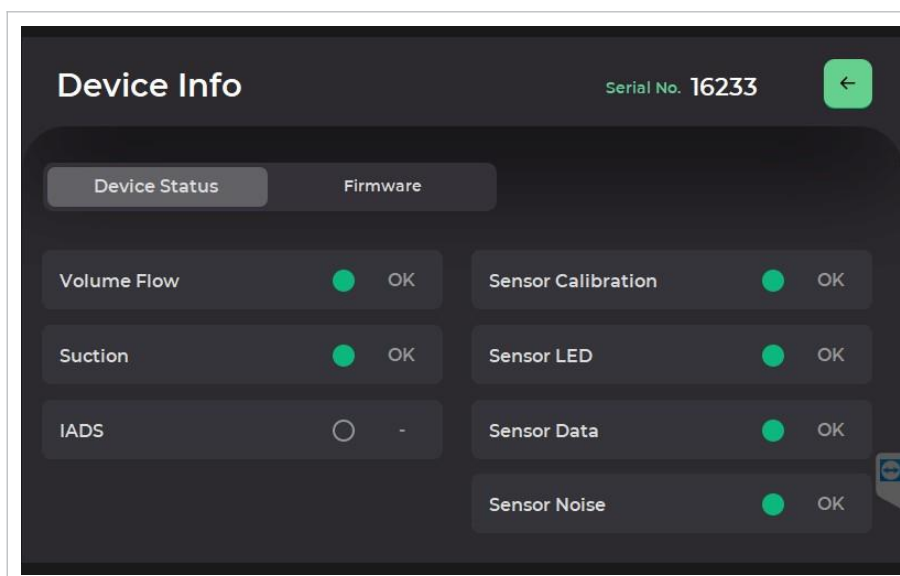 Device Info
Serial No. 16233
Device Status
Firmware
Volume Flow OK
Suction OK
IADS -
Sensor Calibration OK
Sensor LED OK
Sensor Data OK
Sensor Noise OK